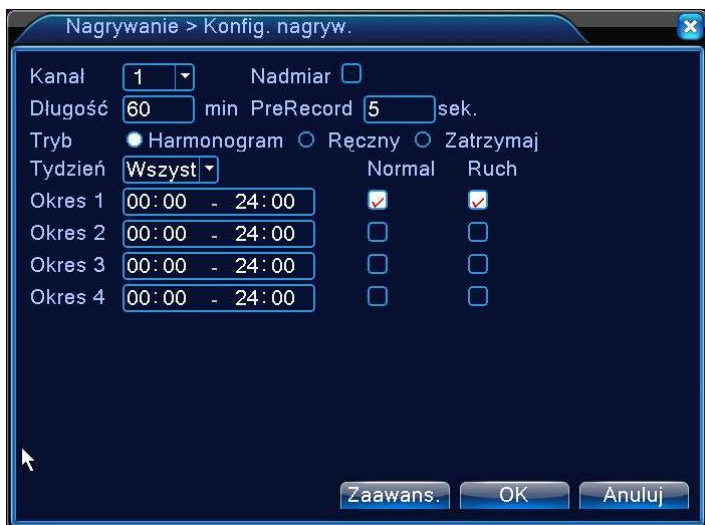 Nagrywanie > Konfig. nagryw.
Kanał 1 Nadmiar
Długość 60 min PreRecord 5 sek.
Tryb Harmonogram Ręczny Zatrzymaj
Tydzień Wszyst Normal Ruch
Okres 1 00:00 - 24:00
Okres 2 00:00 - 24:00
Okres 3 00:00 - 24:00
Okres 4 00:00 - 24:00
Zaawans. OK Anuluj